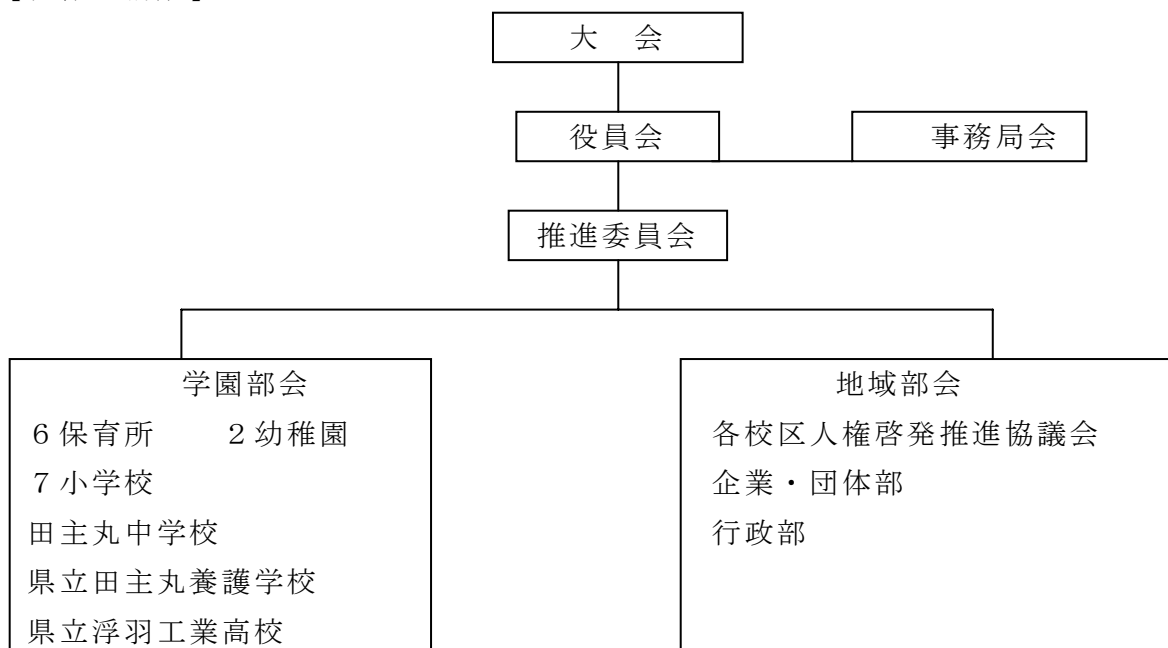 大　会
役員会
事務局会
推進委員会
学園部会
６保育所　　２幼稚園
７小学校
田主丸中学校
県立田主丸養護学校
県立浮羽工業高校
地域部会
各校区人権啓発推進協議会
企業・団体部
行政部